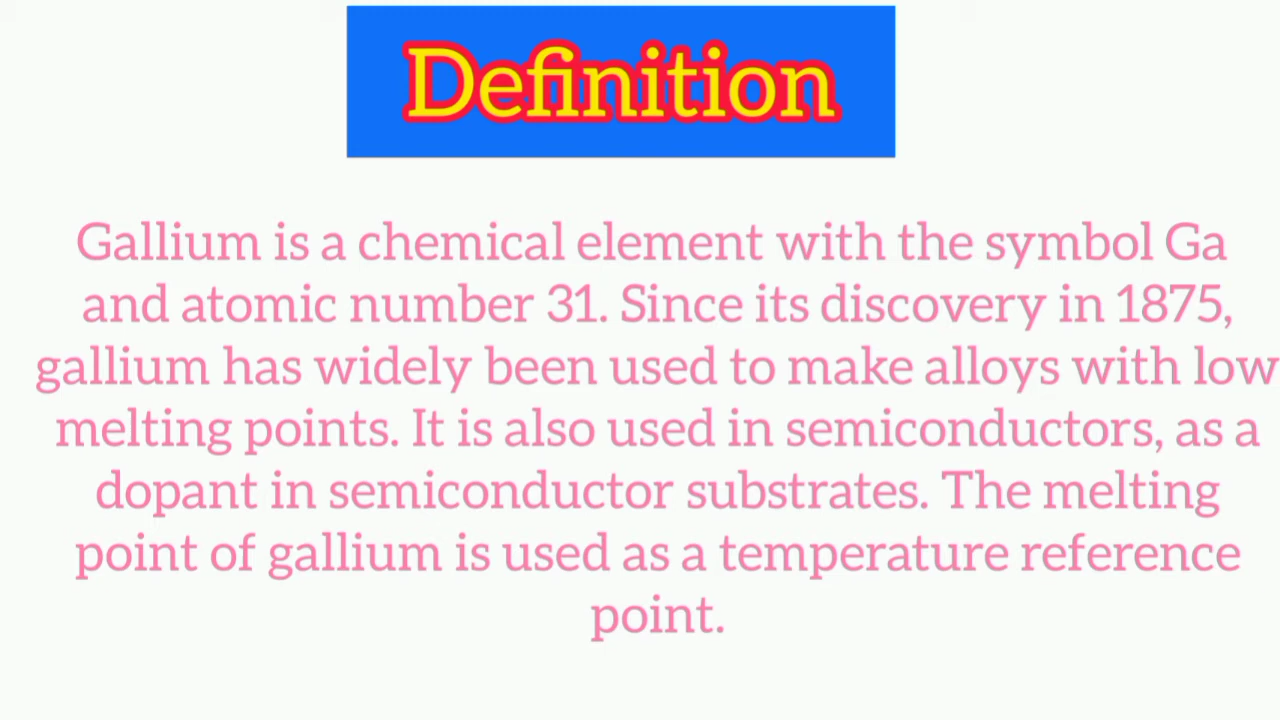 Definition
Gallium is a chemical element with the symbol Ga
and atomic number 31. Since its discovery in 1875,
gallium has widely been used to make alloys with low
melting points. It is also used in semiconductors, as a
dopant in semiconductor substrates. The melting
point of gallium is used as a temperature reference
point.